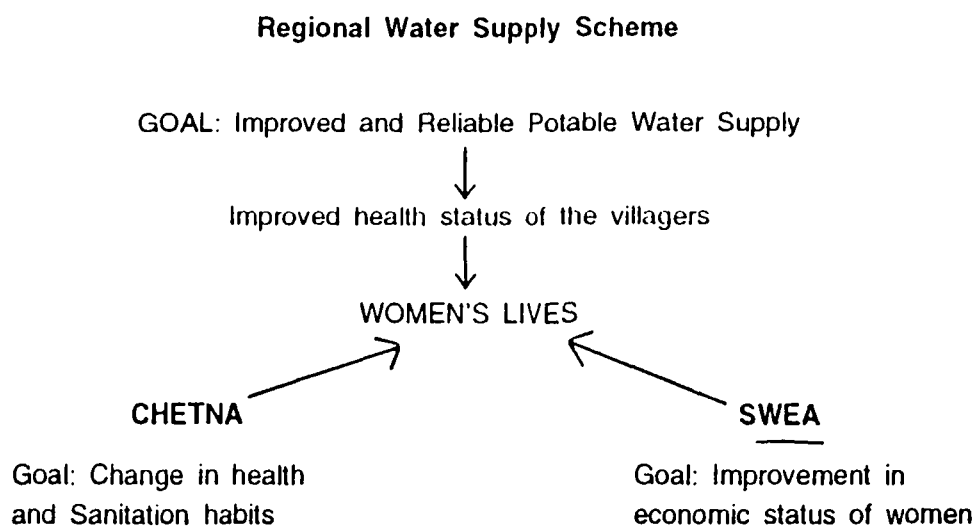 Regional Water Supply Scheme
GOAL: Improved and Reliable Potable Water Supply
Improved health status of the villagers
WOMEN'S LIVES
CHETNA
SWEA
Goal: Change in health
and Sanitation habits
Goal: Improvement in
economic status of women